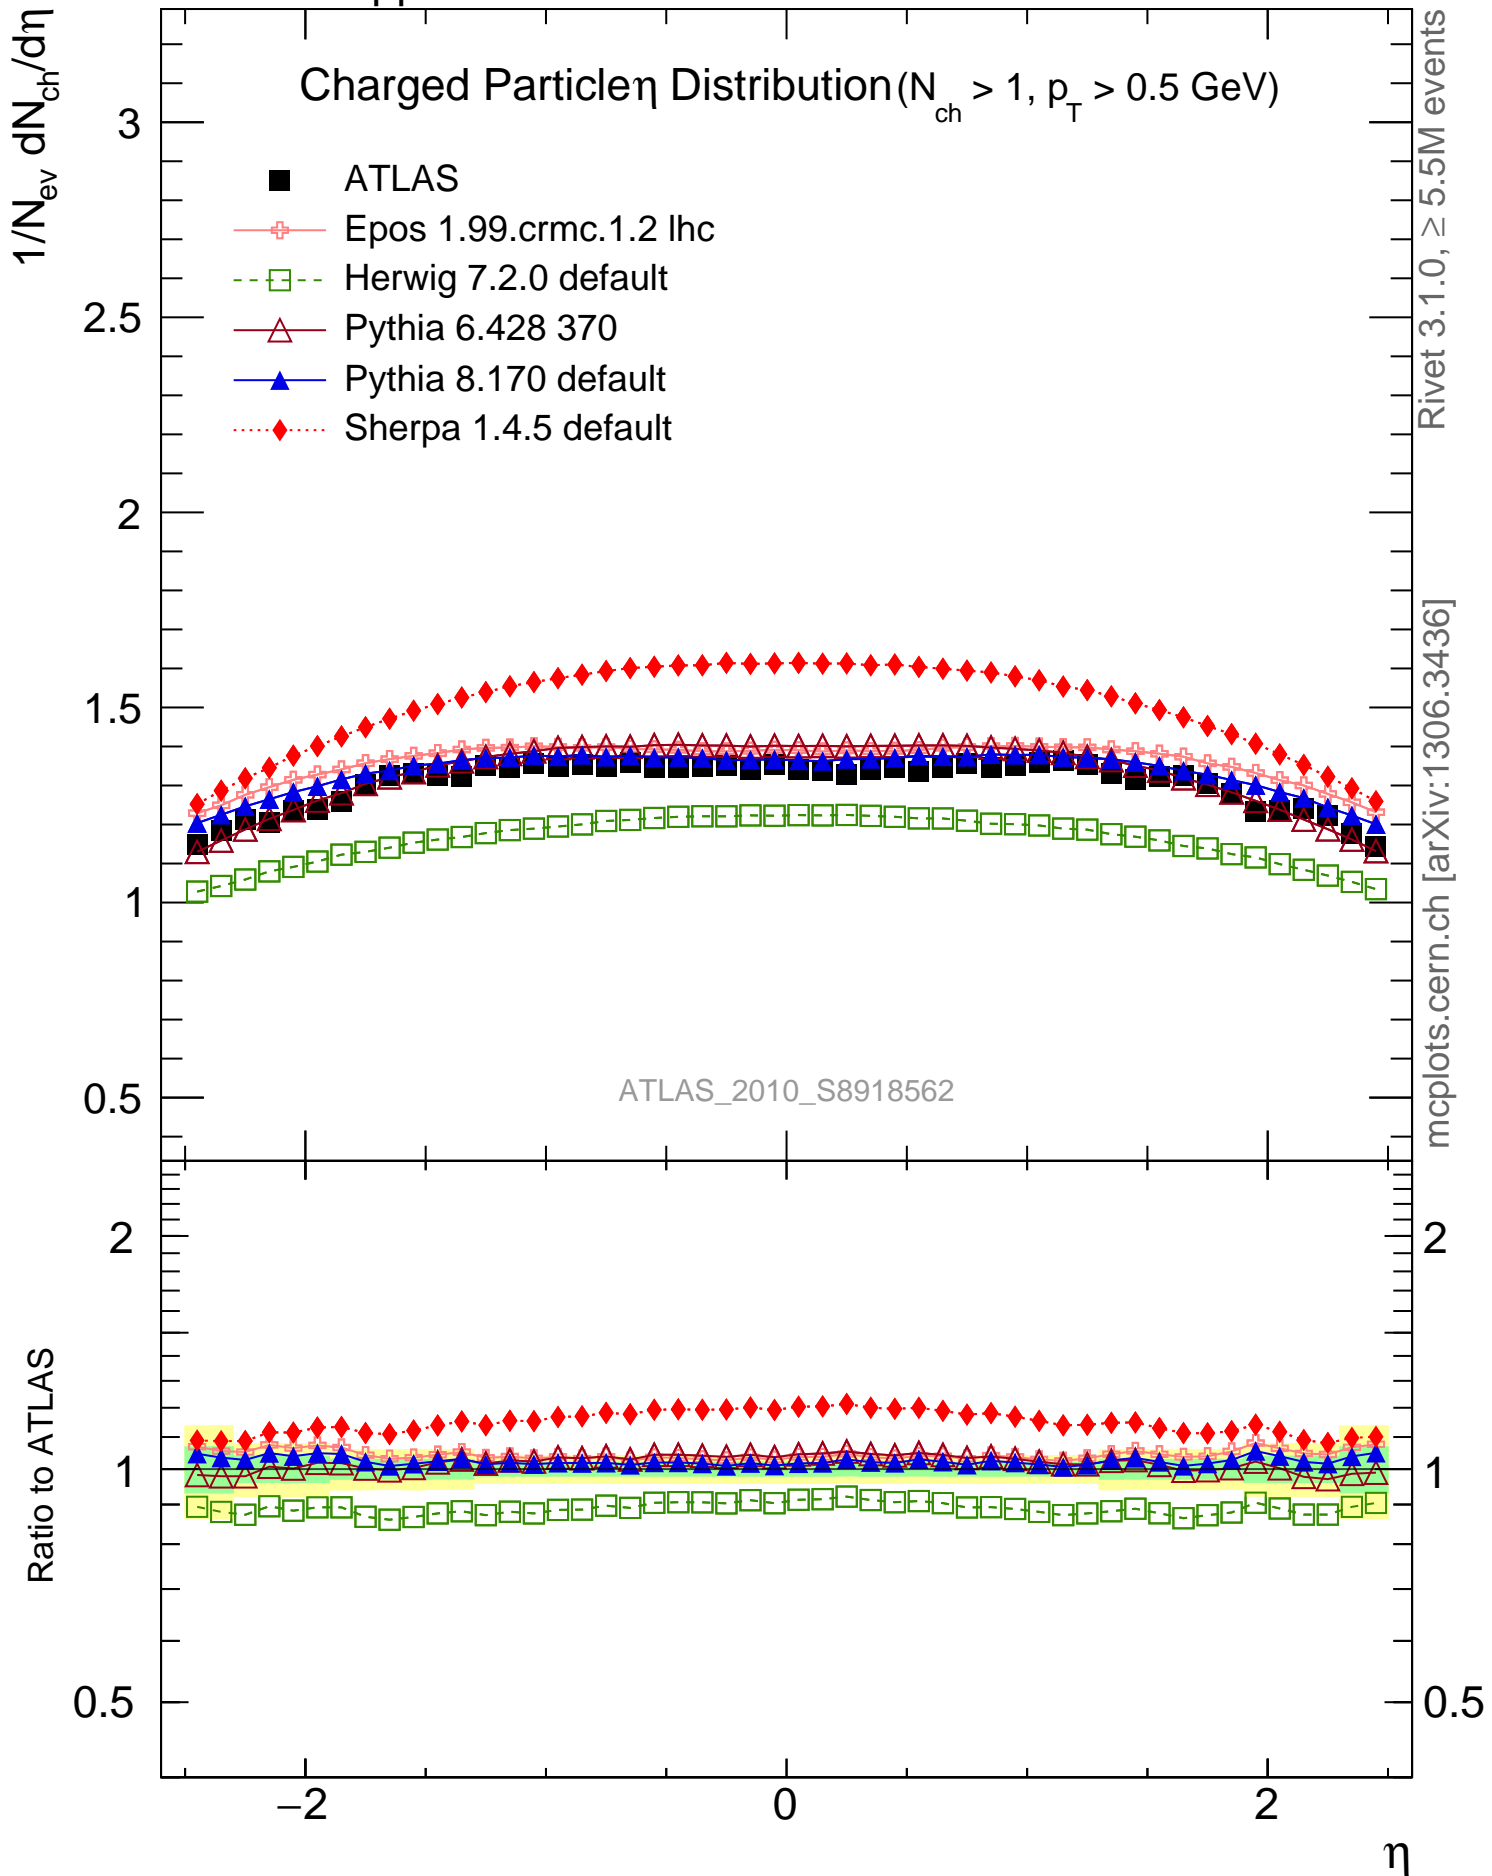 pp
Charged Particleη Distribution (N_ch > 1, p_T > 0.5 GeV)
1/N_ev dN_ch/dη
ATLAS
Epos 1.99.crmc.1.2 lhc
Herwig 7.2.0 default
Pythia 6.428 370
Pythia 8.170 default
Sherpa 1.4.5 default
3
2.5
2
1.5
1
0.5
ATLAS_2010_S8918562
Rivet 3.1.0, ≥ 5.5M events
mcplots.cern.ch [arXiv:1306.3436]
Ratio to ATLAS
2
1
0.5
2
1
0.5
−2
0
2
η